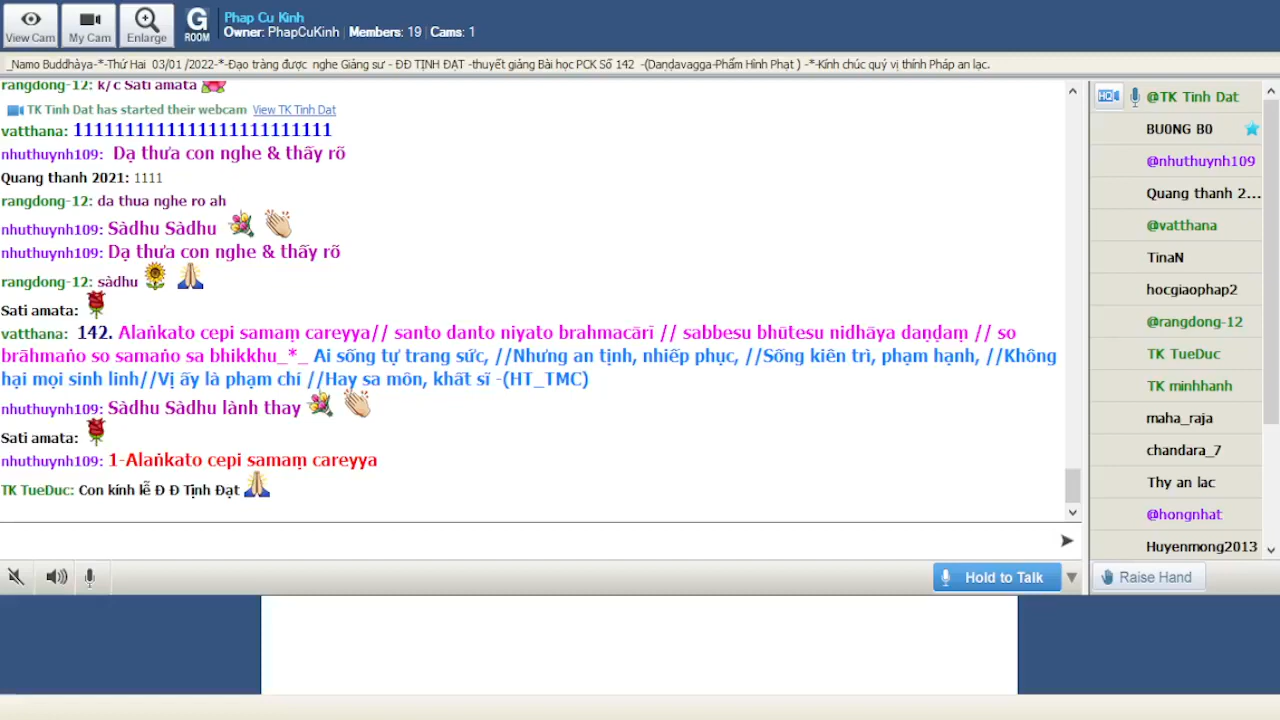 View Cam
My Cam
Enlarge
G
ROOM
Phap Cu Kinh
Owner: PhapCuKinh | Members: 19 | Cams: 1
_Namo Buddhàya-*-Thứ Hai 03/01 /2022-*-Đạo tràng được nghe Giảng sư - ĐĐ TỊNH ĐẠT -thuyết giảng Bài học PCK Số 142 -(Daṇḍavagga-Phẩm Hình Phạt ) -*-Kính chúc quý vị thính Pháp an lạc.
rangdong-12: k/c Sati amata
TK Tinh Dat has started their webcam View TK Tinh Dat
vatthana: 1111111111111111111111111
nhuthuynh109: Dạ thưa con nghe & thấy rõ
Quang thanh 2021: 1111
rangdong-12: da thua nghe ro ah
nhuthuynh109: Sàdhu Sàdhu
nhuthuynh109: Dạ thưa con nghe & thấy rõ
rangdong-12: sàdhu
Sati amata:
vatthana: 142. Alaṅkato cepi samaṃ careyya// santo danto niyato brahmacārī // sabbesu bhūtesu nidhāya daṇḍaṃ // so
brāhmaṅo so samaṅo sa bhikkhu_*_ Ai sống tự trang sức, //Nhưng an tịnh, nhiếp phục, //Sống kiên trì, phạm hạnh, //Không
hại mọi sinh linh//Vị ấy là phạm chí //Hay sa môn, khất sĩ -(HT_TMC)
nhuthuynh109: Sàdhu Sàdhu lành thay
Sati amata:
nhuthuynh109: 1-Alaṅkato cepi samaṃ careyya
TK TueDuc: Con kính lễ Đ Đ Tịnh Đạt
@TK Tinh Dat
BU0NG B0
@nhuthuynh109
Quang thanh 2...
@vatthana
TinaN
hocgiaophap2
@rangdong-12
TK TueDuc
TK minhhanh
maha_raja
chandara_7
Thy an lac
@hongnhat
Huyenmong2013
Hold to Talk
Raise Hand